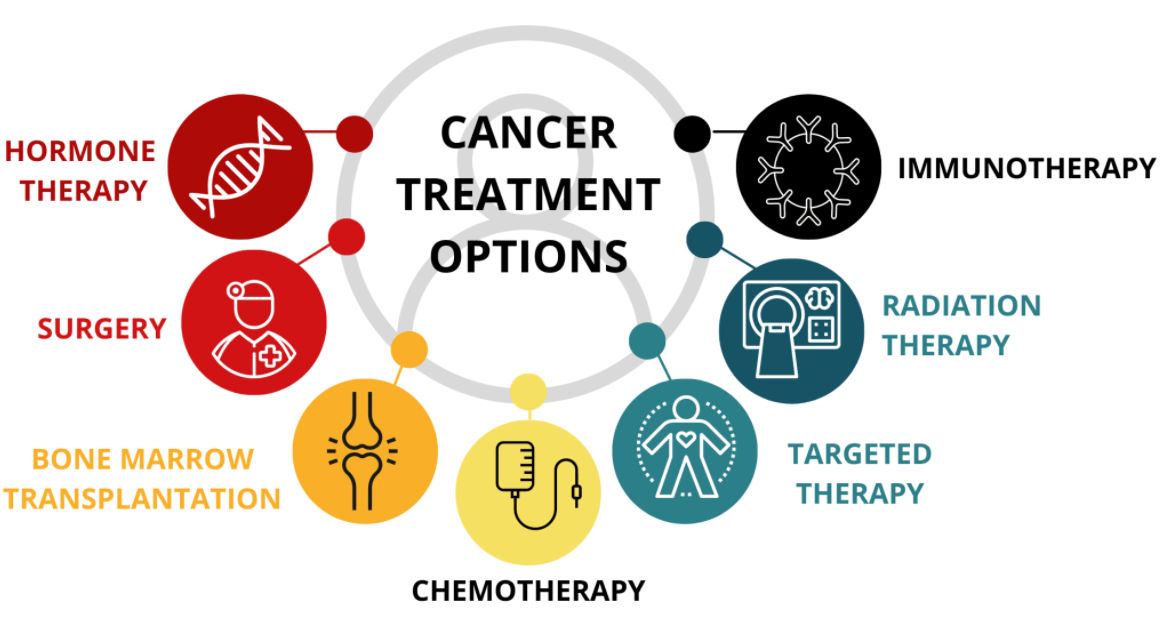 CANCER
TREATMENT
OPTIONS
HORMONE
THERAPY
SURGERY
BONE MARROW
TRANSPLANTATION
CHEMOTHERAPY
TARGETED
THERAPY
RADIATION
THERAPY
IMMUNOTHERAPY